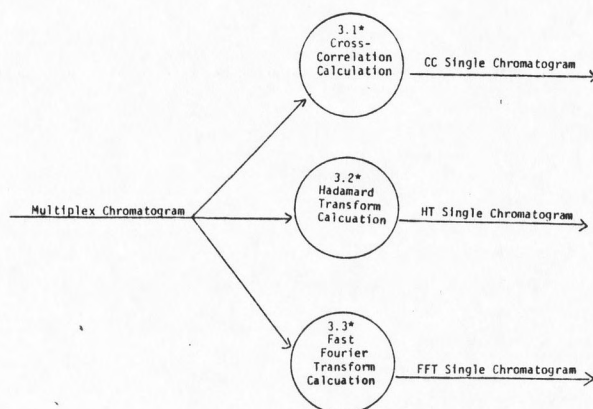 3.1*
Cross-
Correlation
Calculation
CC Single Chromatogram
Multiplex Chromatogram
3.2*
Hadamard
Transform
Calcuation
HT Single Chromatogram
3.3*
Fast
Fourier
Transform
Calcuation
FFT Single Chromatogram